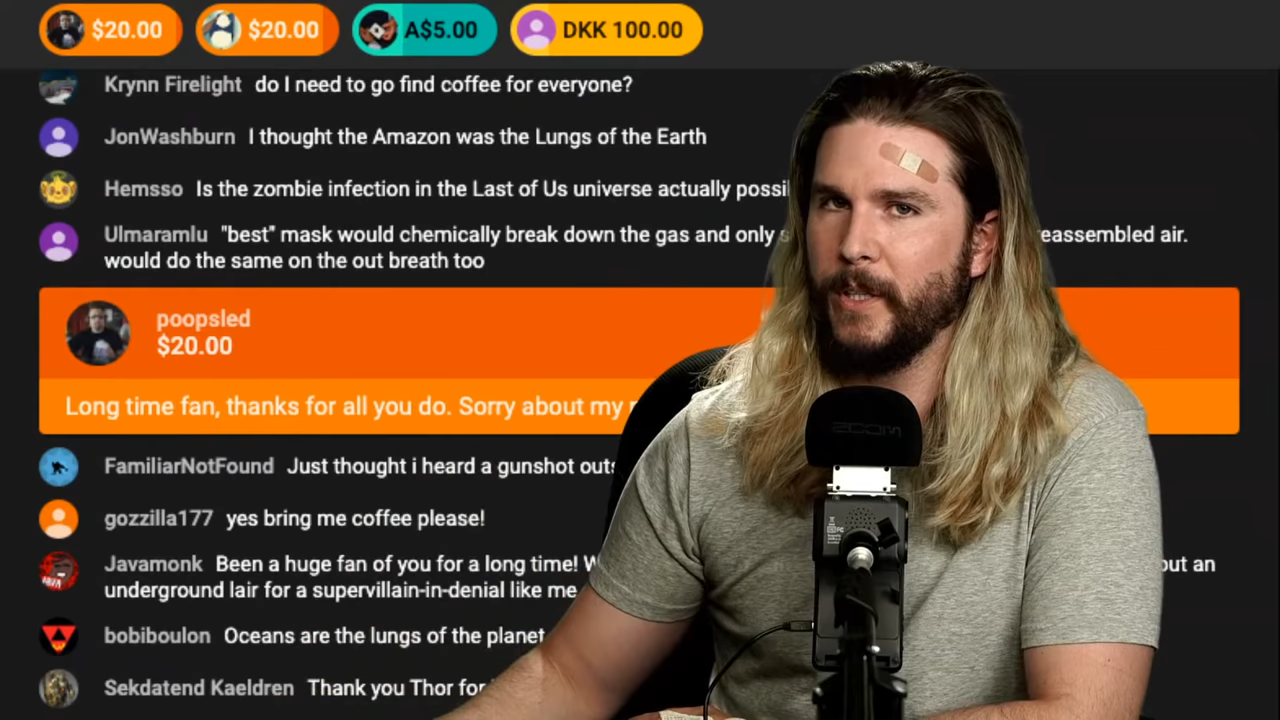 $20.00 $20.00 A$5.00 DKK 100.00
Krynn Firelight do I need to go find coffee for everyone?
JonWashburn I thought the Amazon was the Lungs of the Earth
Hemsso Is the zombie infection in the Last of Us universe actually
Ulmaramlu "best" mask would chemically break down the gas and only eassembled air.
would do the same on the out breath too
poopsled
$20.00
Long time fan, thanks for all you do. Sorry about my
FamiliarNotFound Just thought i heard a gunshot
gozzilla177 yes bring me coffee please!
Javamonk Been a huge fan of you for a long time! an
underground lair for a supervillain-in-denial like me
bobiboulon Oceans are the lungs of the planet
Sekdatend Kaeldren Thank you Thor for
ZOOM